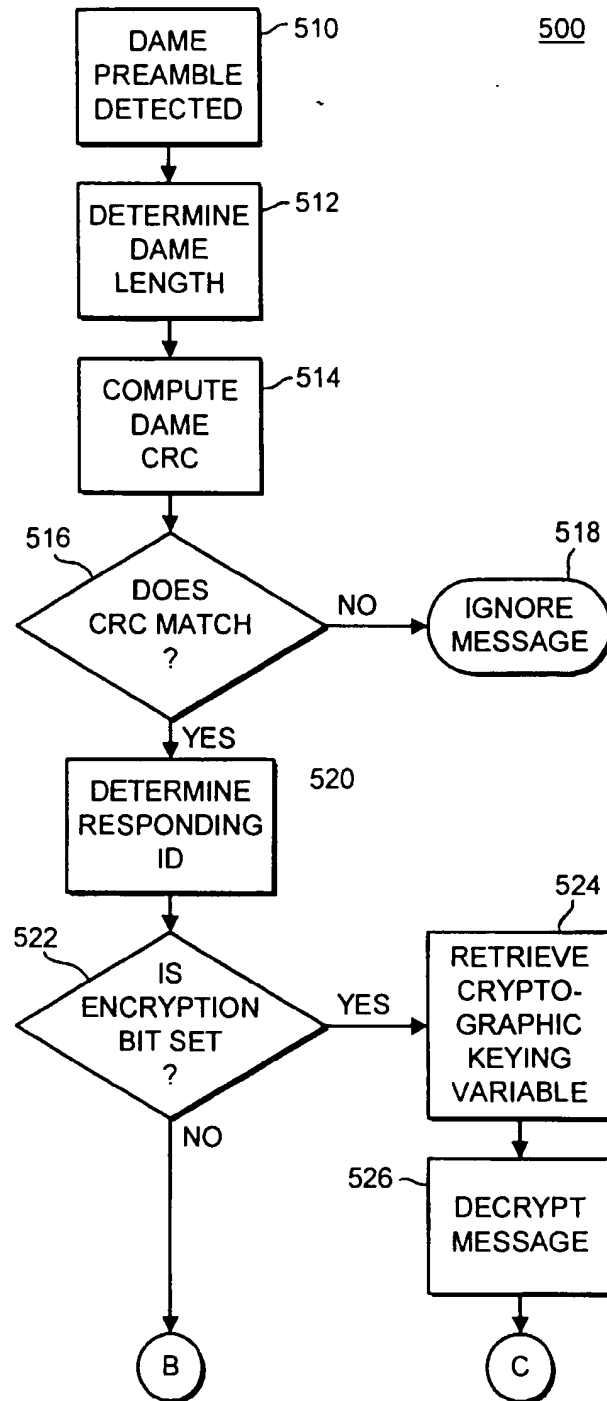 510
500
DAME
PREAMBLE
DETECTED
512
DETERMINE
DAME
LENGTH
514
COMPUTE
DAME
CRC
516
DOES
CRC MATCH
?
NO
518
IGNORE
MESSAGE
YES
DETERMINE
RESPONDING
ID
520
522
IS
ENCRYPTION
BIT SET
?
YES
524
RETRIEVE
CRYPTO-
GRAPHIC
KEYING
VARIABLE
NO
526
DECRYPT
MESSAGE
B
C